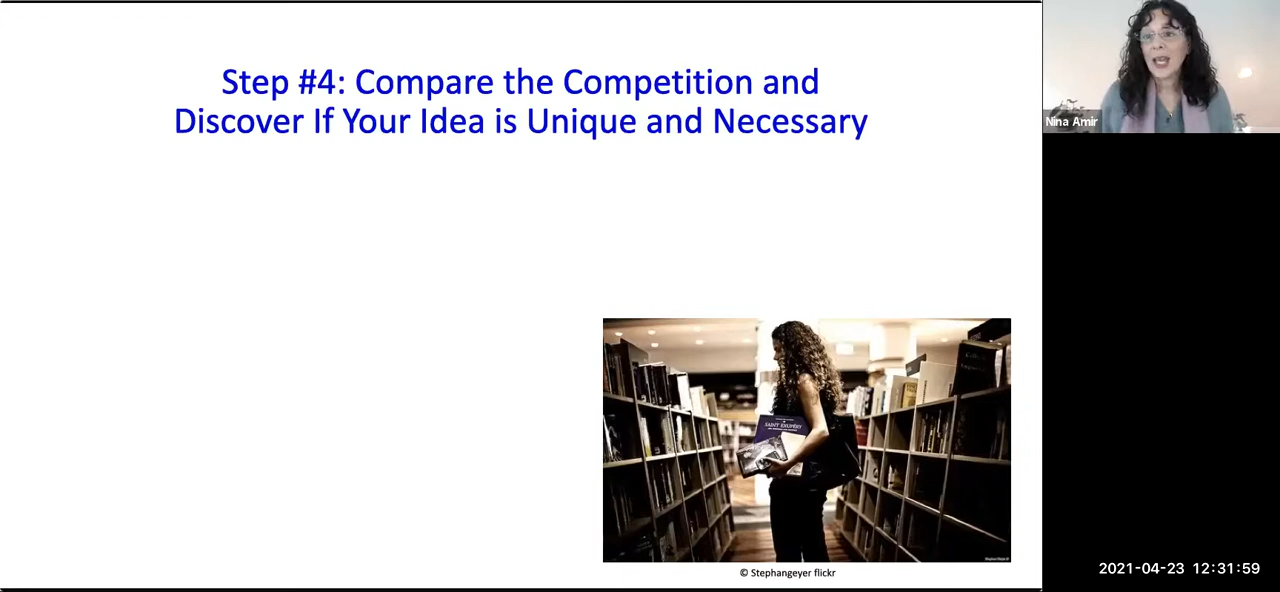 Step #4: Compare the Competition and
Discover If Your Idea is Unique and Necessary
Nina Amir
SAINT EXUPÉRY
© Stephangeyer flickr
2021-04-23 12:31:59